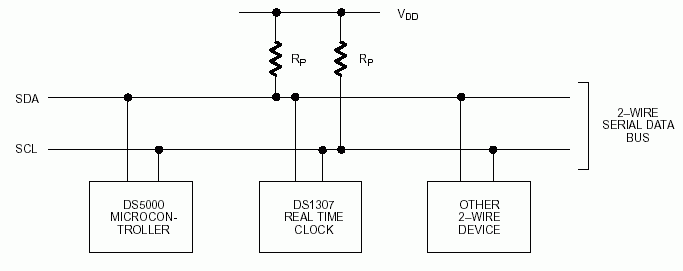 VDD
RP
RP
SDA
SCL
2–WIRE
SERIAL DATA
BUS
DS5000
MICROCON-
TROLLER
DS1307
REAL TIME
CLOCK
OTHER
2–WIRE
DEVICE